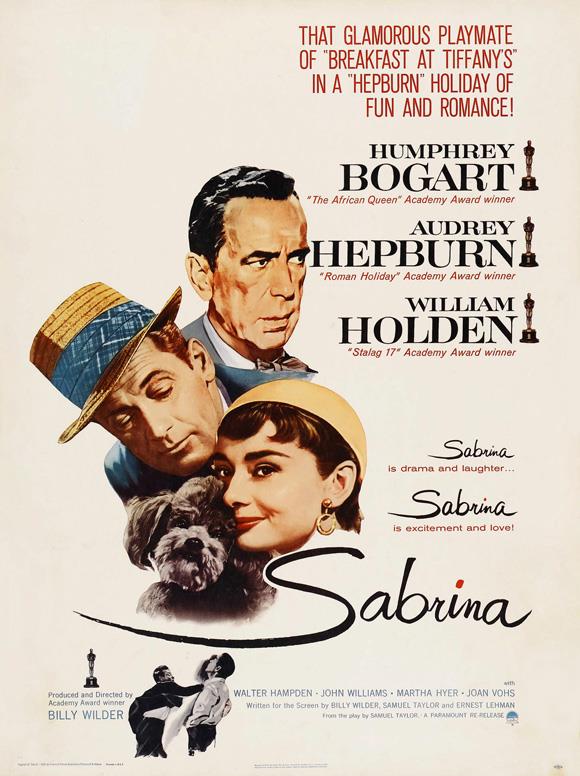 THAT GLAMOROUS PLAYMATE
OF "BREAKFAST AT TIFFANY'S"
IN A "HEPBURN" HOLIDAY OF
FUN AND ROMANCE!
HUMPHREY
BOGART
"The African Queen" Academy Award winner
AUDREY
HEPBURN
"Roman Holiday" Academy Award winner
WILLIAM
HOLDEN
"Stalag 17" Academy Award winner
Sabrina
is drama and laughter...
Sabrina
is excitement and love!
Sabrina
Produced and Directed by
Academy Award winner
BILLY WILDER
with
WALTER HAMPDEN · JOHN WILLIAMS · MARTHA HYER · JOAN VOHS
Written for the Screen by BILLY WILDER, SAMUEL TAYLOR and ERNEST LEHMAN
From the play by SAMUEL TAYLOR · A PARAMOUNT RE-RELEASE